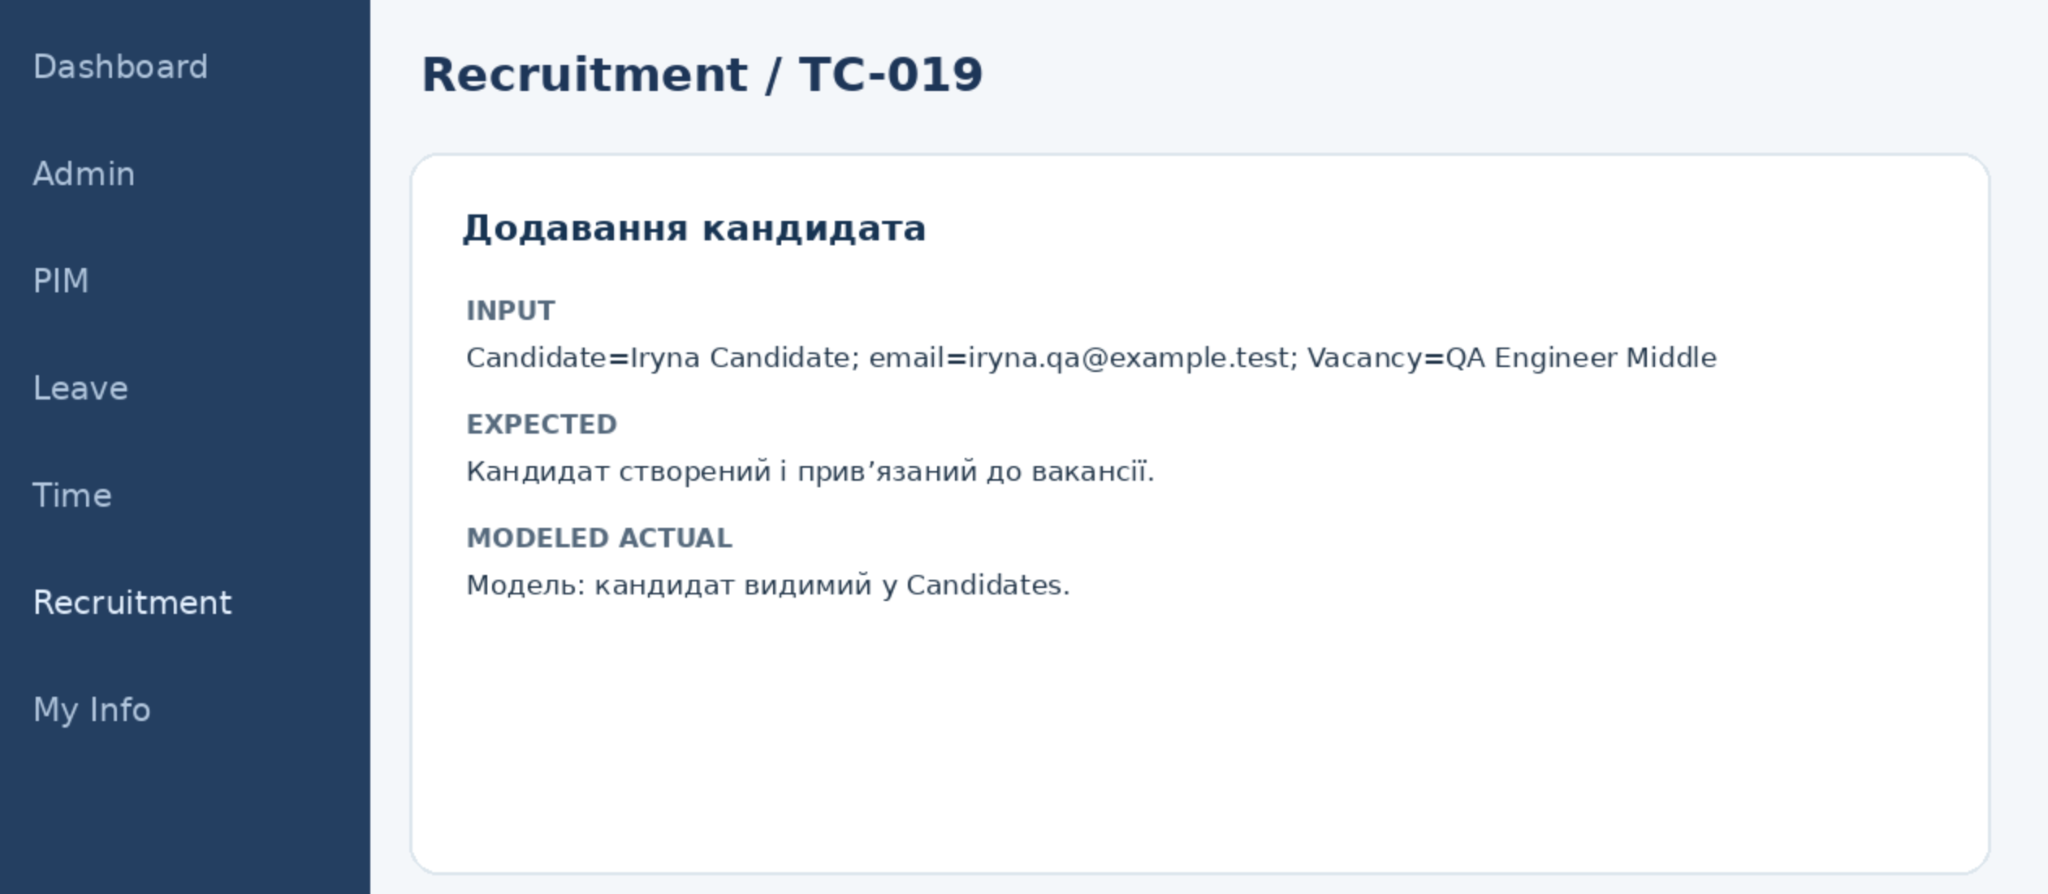 Dashboard
Admin
PIM
Leave
Time
Recruitment
My Info
Recruitment / TC-019
Додавання кандидата
INPUT
Candidate=Iryna Candidate; email=iryna.qa@example.test; Vacancy=QA Engineer Middle
EXPECTED
Кандидат створений і прив’язаний до вакансії.
MODELED ACTUAL
Модель: кандидат видимий у Candidates.